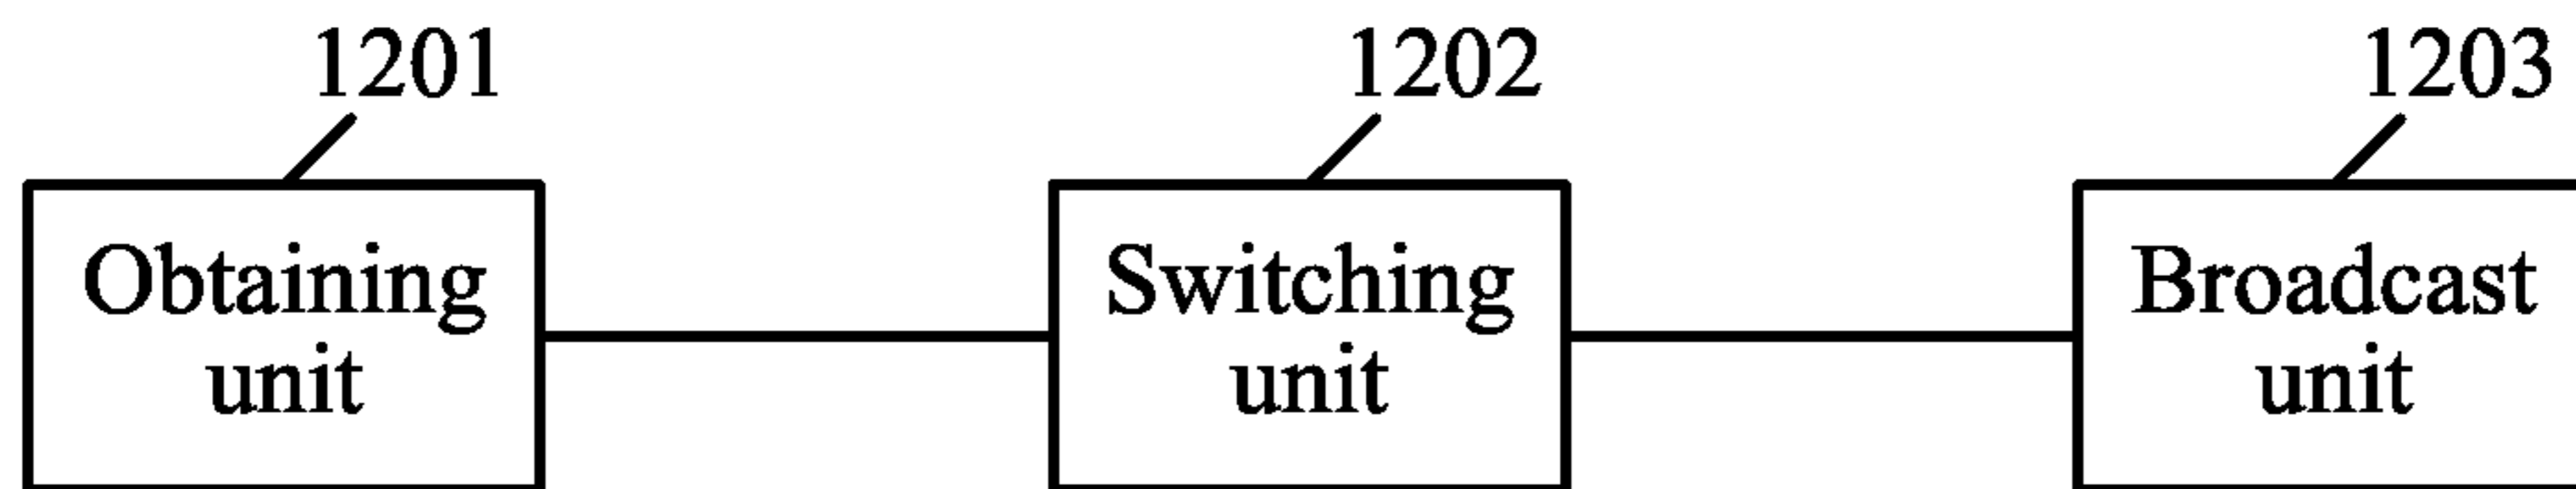 1201
1202
1203
Obtaining
unit
Switching
unit
Broadcast
unit